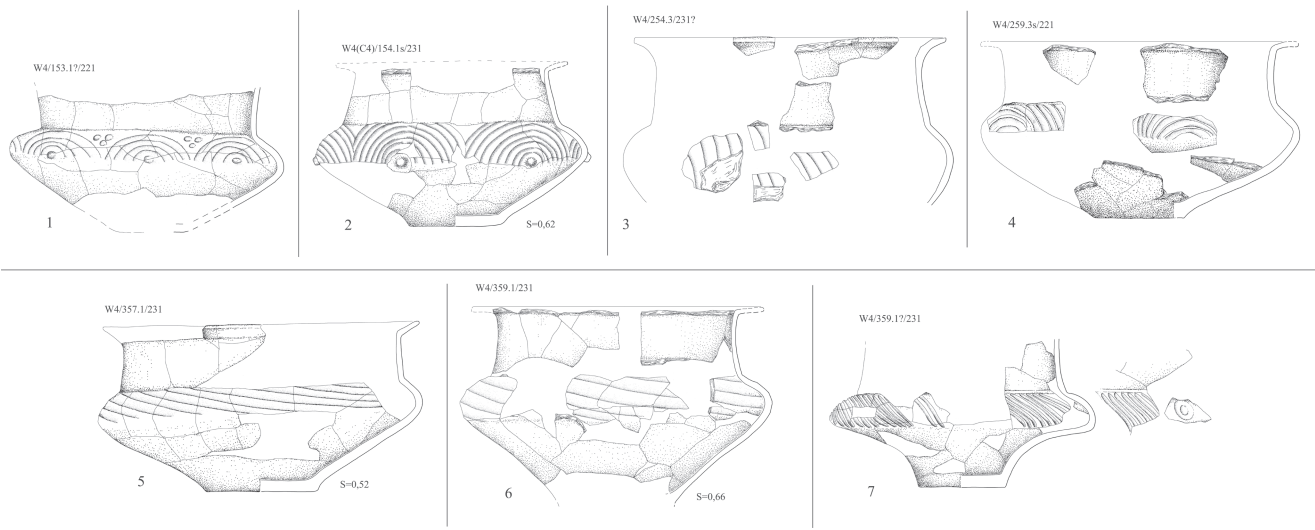 W4/153.1?/221
1
W4(C4)/154.1s/231
2
S=0,62
W4/254.3/231?
3
W4/259.3s/221
4
W4/357.1/231
5
S=0,52
W4/359.1/231
6
S=0,66
W4/359.1?/231
7